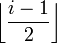 ⌊(i − 1)/2⌋